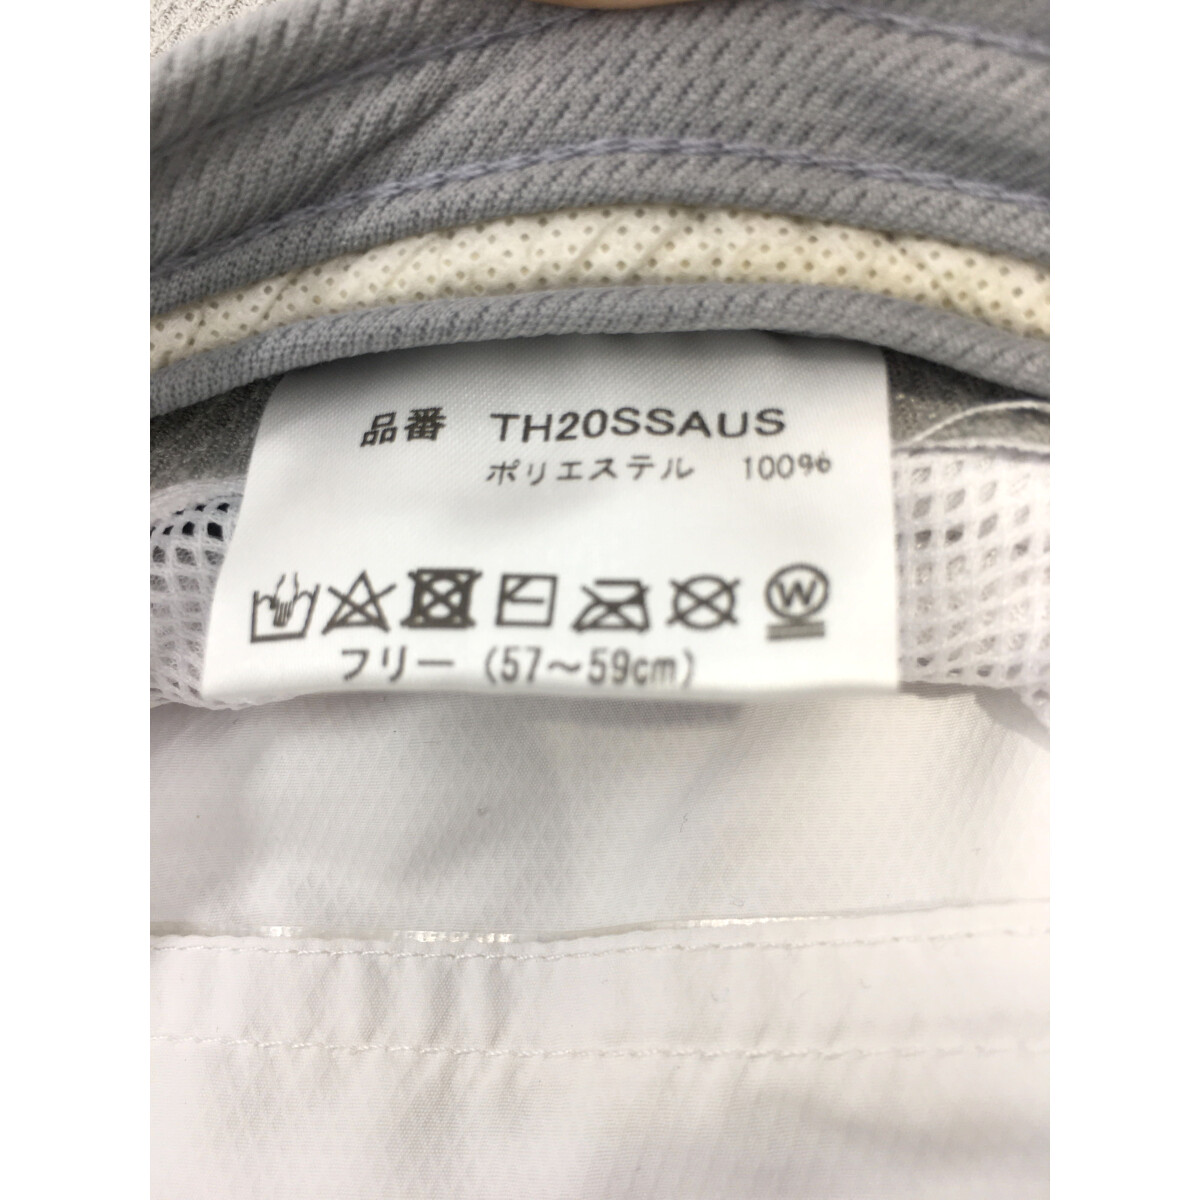 品番 TH20SSAUS
ポリエステル 100%
W
フリー (57~59cm)